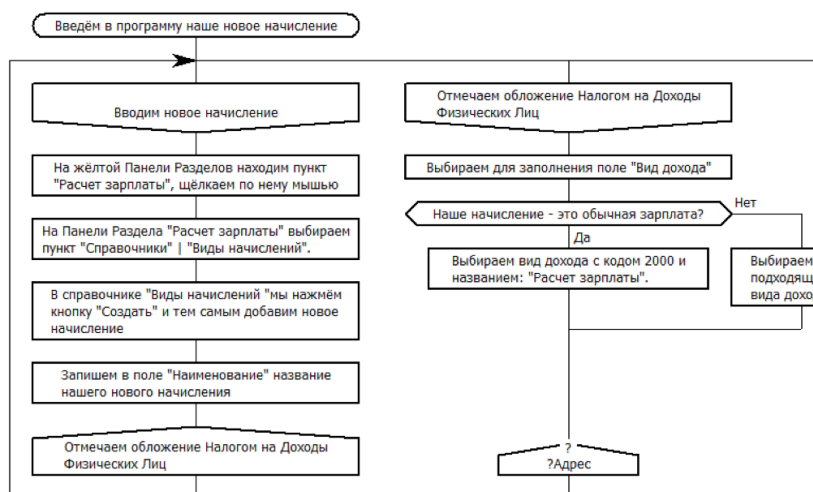 Введём в программу наше новое начисление
Вводим новое начисление
На жёлтой Панели Разделов находим пункт
"Расчет зарплаты", щёлкаем по нему мышью
На Панели Раздела "Расчет зарплаты" выбираем
пункт "Справочники" | "Виды начислений".
В справочнике "Виды начислений "мы нажмём
кнопку "Создать" и тем самым добавим новое
начисление
Запишем в поле "Наименование" название
нашего нового начисления
Отмечаем обложение Налогом на Доходы
Физических Лиц
Отмечаем обложение Налогом на Доходы
Физических Лиц
Выбираем для заполнения поле "Вид дохода"
Наше начисление - это обычная зарплата?
Нет
Да
Выбираем вид дохода с кодом 2000 и
названием: "Расчет зарплаты".
Выбираем
подходящ
вида дохо
?
?Адрес